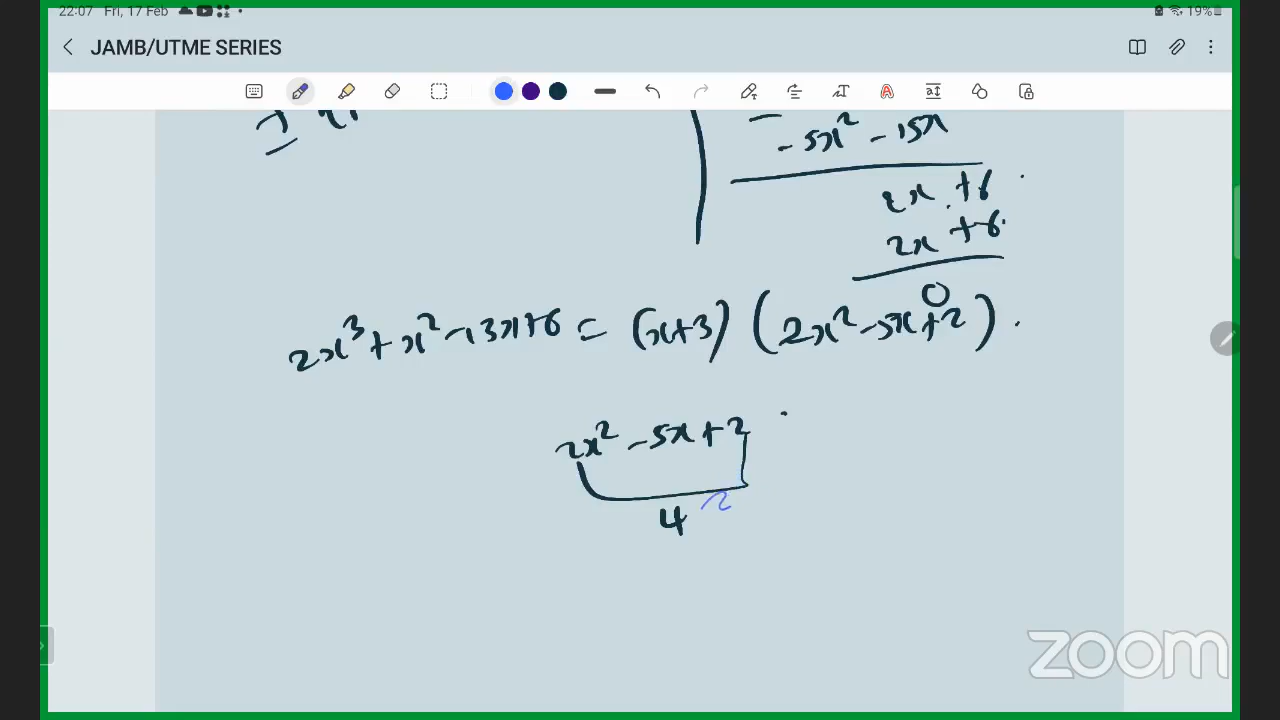 22:07 Fri, 17 Feb 19%
JAMB/UTME SERIES
- 5x² - 15x
2x + 6
2x + 6
0
2x³ + x² - 13x + 6 = (x+3) (2x² - 5x + 2)
2x² - 5x + 2
4
zoom